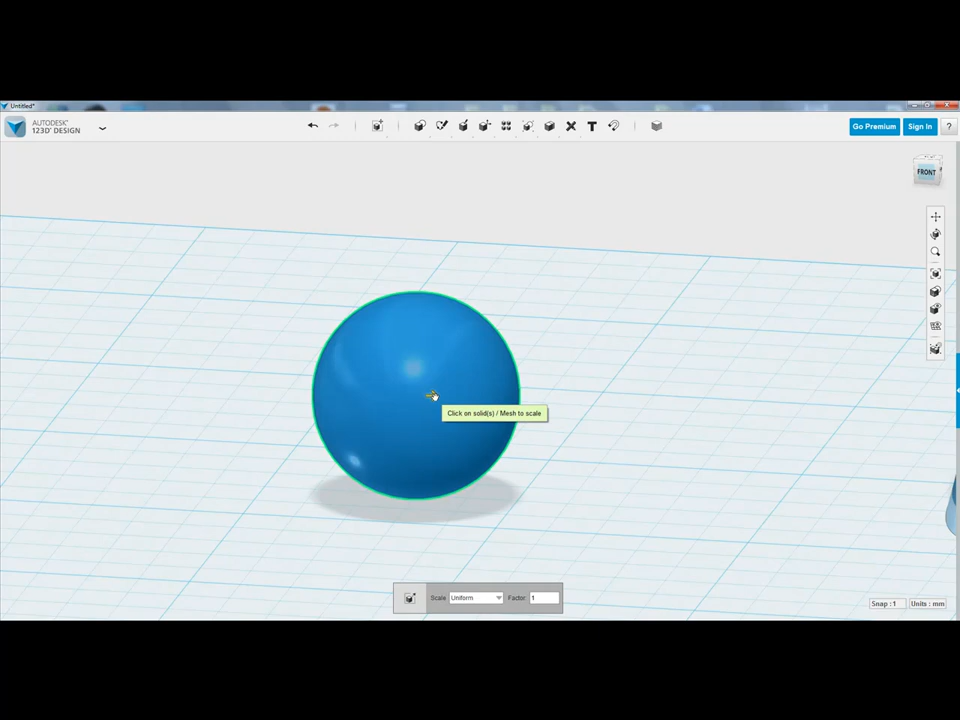 Untitled*
AUTODESK®
123D® DESIGN
T
Go Premium
Sign In
?
FRONT
Click on solid(s) / Mesh to scale
Scale Uniform Factor 1
Snap : 1 Units : mm